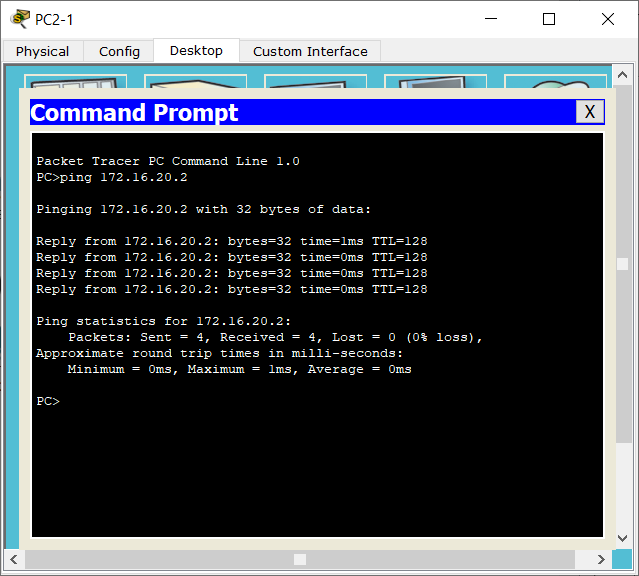 PC2-1
Physical Config Desktop Custom Interface
Command Prompt X
Packet Tracer PC Command Line 1.0
PC>ping 172.16.20.2
Pinging 172.16.20.2 with 32 bytes of data:
Reply from 172.16.20.2: bytes=32 time=1ms TTL=128
Reply from 172.16.20.2: bytes=32 time=0ms TTL=128
Reply from 172.16.20.2: bytes=32 time=0ms TTL=128
Reply from 172.16.20.2: bytes=32 time=0ms TTL=128
Ping statistics for 172.16.20.2:
Packets: Sent = 4, Received = 4, Lost = 0 (0% loss),
Approximate round trip times in milli-seconds:
Minimum = 0ms, Maximum = 1ms, Average = 0ms
PC>